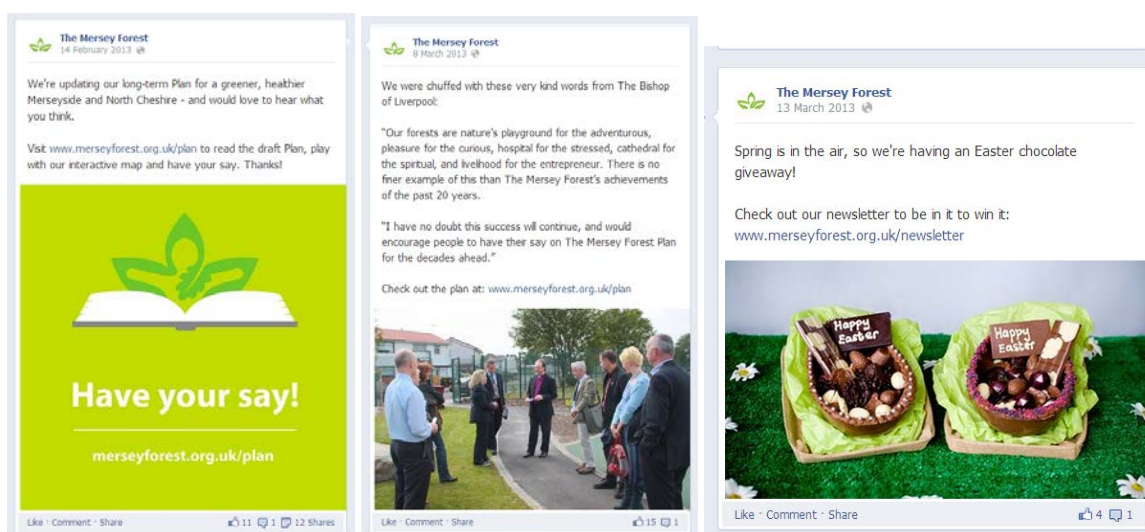 The Mersey Forest
14 February 2013
We're updating our long-term Plan for a greener, healthier
Merseyside and North Cheshire - and would love to hear what
you think.
Visit www.merseyforest.org.uk/plan to read the draft Plan, play
with our interactive map and have your say. Thanks!
Have your say!
merseyforest.org.uk/plan
Like · Comment · Share
11 1 12 Shares
The Mersey Forest
8 March 2013
We were chuffed with these very kind words from The Bishop
of Liverpool:
"Our forests are nature's playground for the adventurous,
pleasure for the curious, hospital for the stressed, cathedral for
the spiritual, and livelihood for the entrepreneur. There is no
finer example of this than The Mersey Forest's achievements
of the past 20 years.
"I have no doubt this success will continue, and would
encourage people to have their say on The Mersey Forest Plan
for the decades ahead."
Check out the plan at: www.merseyforest.org.uk/plan
Like · Comment · Share
15 1
The Mersey Forest
13 March 2013
Spring is in the air, so we're having an Easter chocolate
giveaway!
Check out our newsletter to be in it to win it:
www.merseyforest.org.uk/newsletter
Happy
Easter
Happy
Easter
Like · Comment · Share
4 1